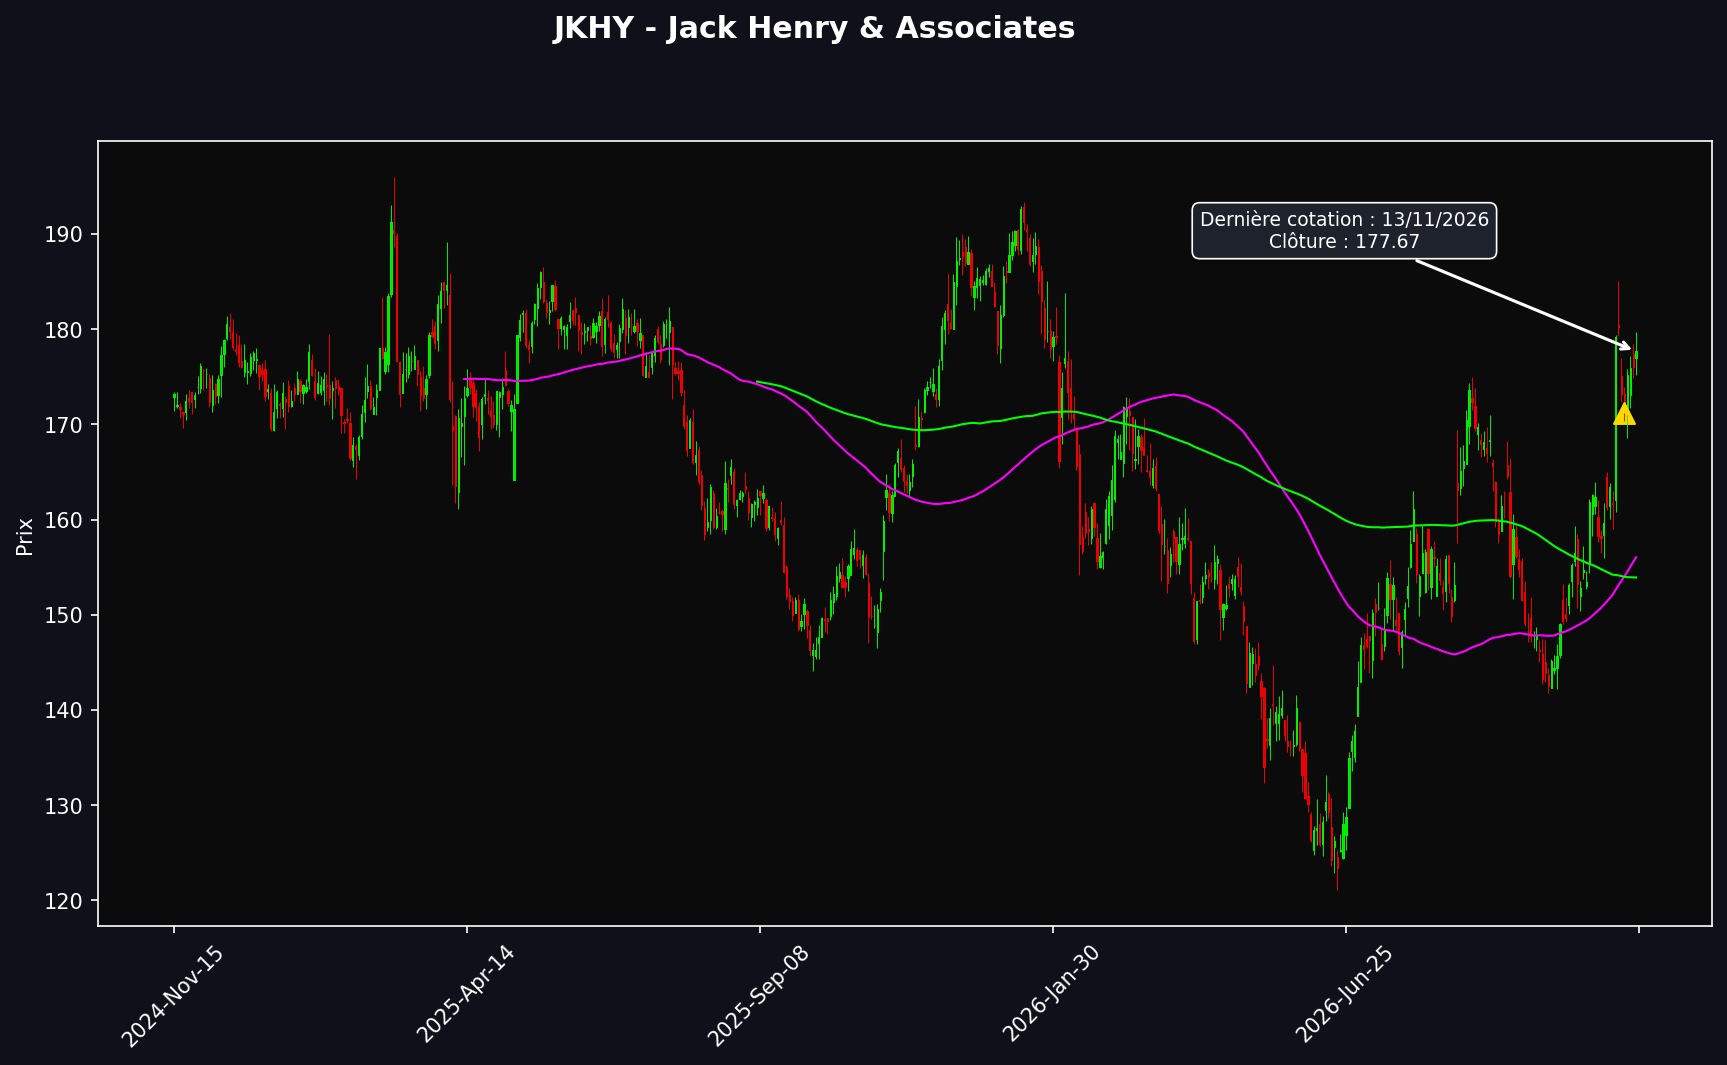 JKHY - Jack Henry & Associates
Dernière cotation : 13/11/2026
Clôture : 177.67
Prix
190
180
170
160
150
140
130
120
2024-Nov-15
2025-Apr-14
2025-Sep-08
2026-Jan-30
2026-Jun-25